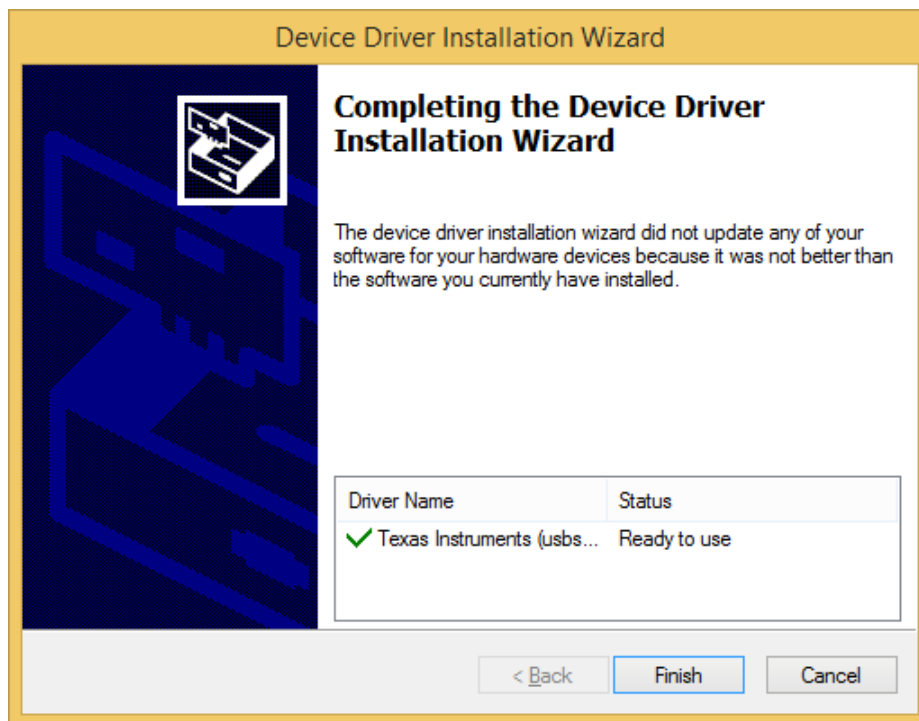 Device Driver Installation Wizard
Completing the Device Driver
Installation Wizard
The device driver installation wizard did not update any of your
software for your hardware devices because it was not better than
the software you currently have installed.
Driver Name Status
Texas Instruments (usbs... Ready to use
< Back Finish Cancel